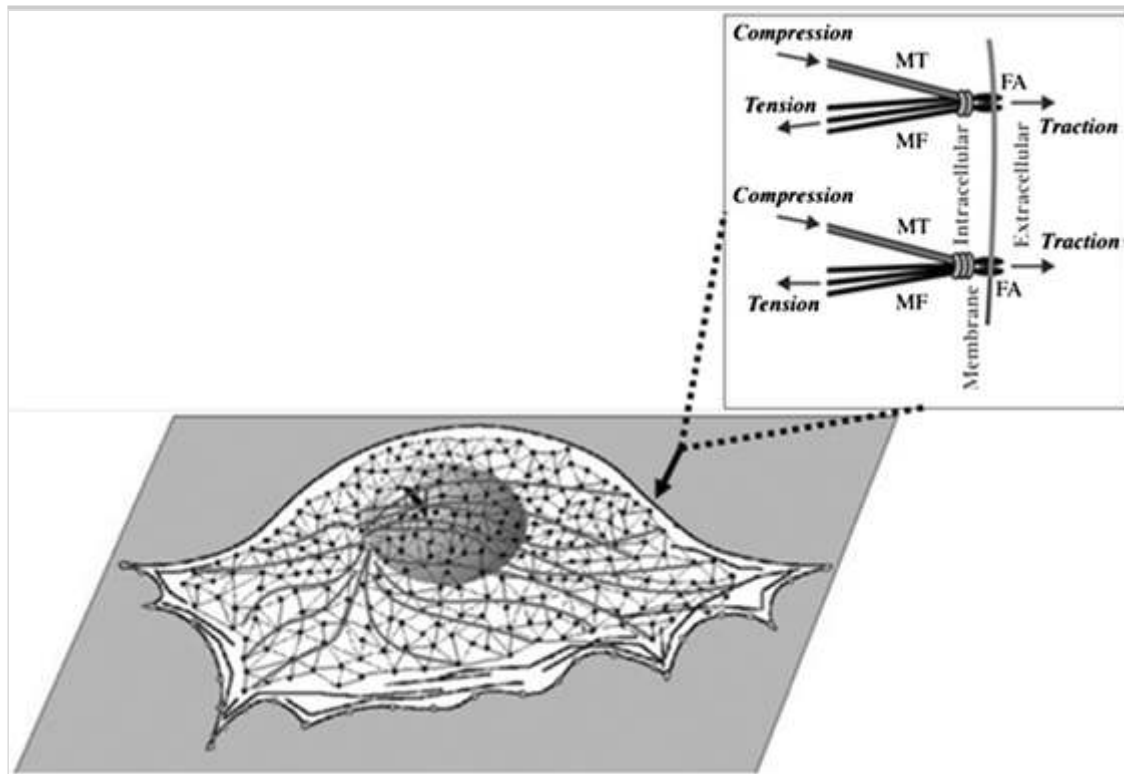 Compression
MT
FA
Tension
Traction
MF
Intracellular
Extracellular
Compression
MT
Traction
Tension
MF
FA
Membrane